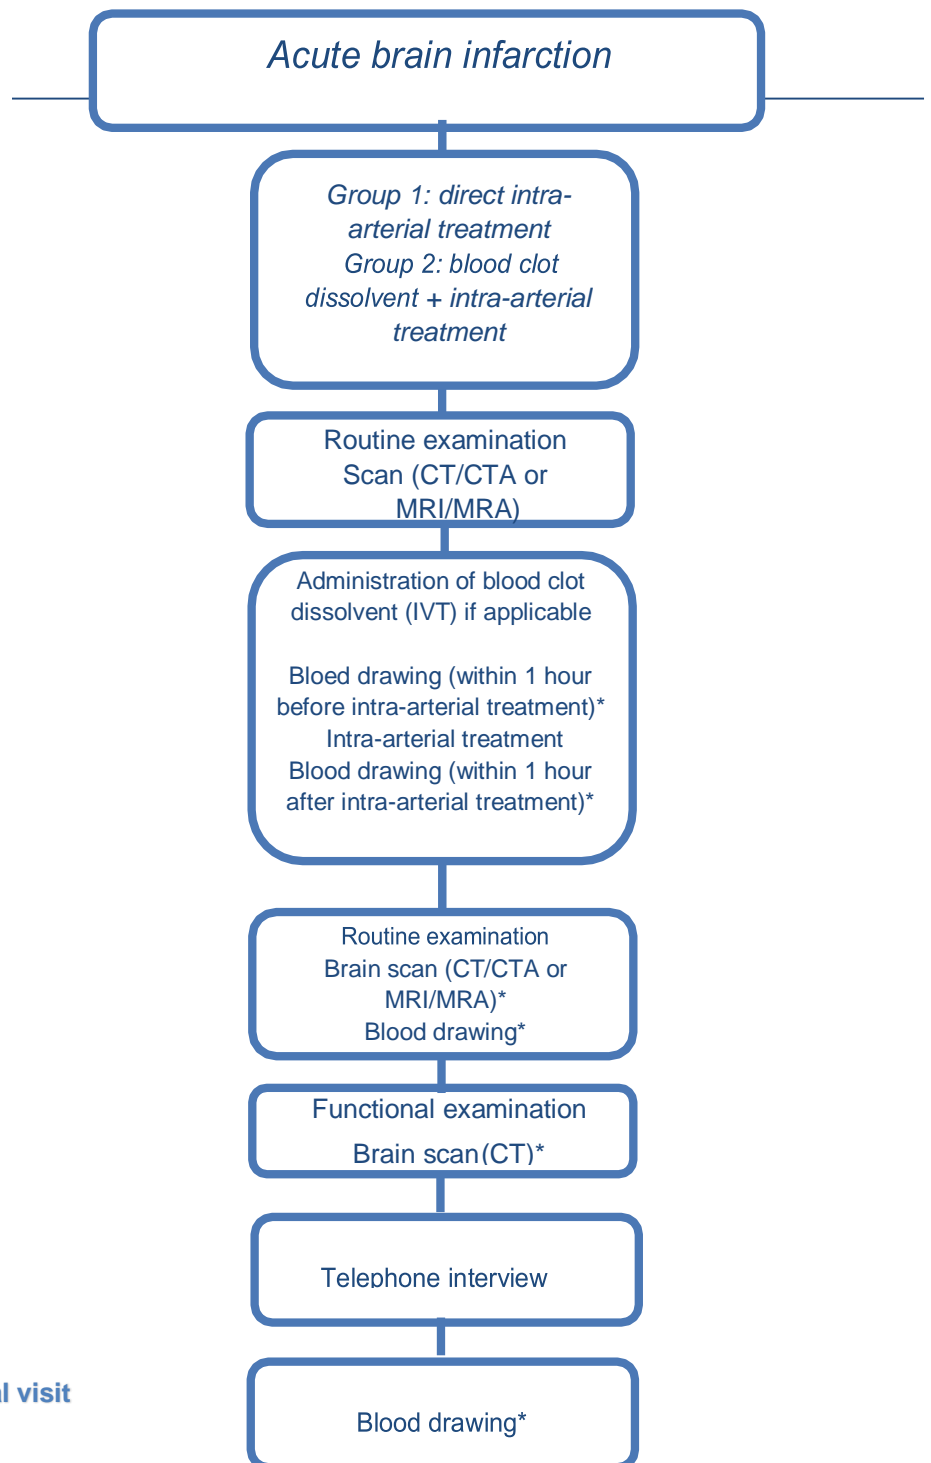 Acute brain infarction
Group 1: direct intra-
arterial treatment
Group 2: blood clot
dissolvent + intra-arterial
treatment
Routine examination
Scan (CT/CTA or
MRI/MRA)
Administration of blood clot
dissolvent (IVT) if applicable
Bloed drawing (within 1 hour
before intra-arterial treatment)*
Intra-arterial treatment
Blood drawing (within 1 hour
after intra-arterial treatment)*
Routine examination
Brain scan (CT/CTA or
MRI/MRA)*
Blood drawing*
Functional examination
Brain scan(CT)*
Telephone interview
visit
Blood drawing*